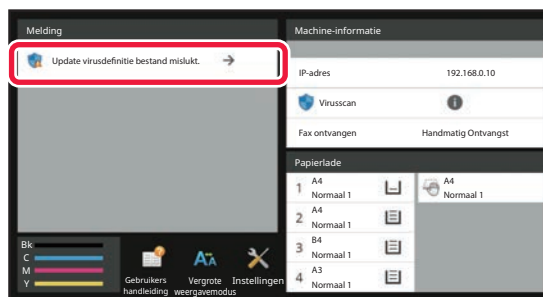 Melding
Update virusdefinitie bestand mislukt.
Machine-informatie
IP-adres 192.168.0.10
Virusscan
Fax ontvangen Handmatig Ontvangst
Papierlade
1 A4
Normaal 1
A4
Normaal 1
2 A4
Normaal 1
3 B4
Normaal 1
4 A3
Normaal 1
Bk
C
M
Y
Gebruikers
handleiding
Vergrote
weergavemodus
Instellingen